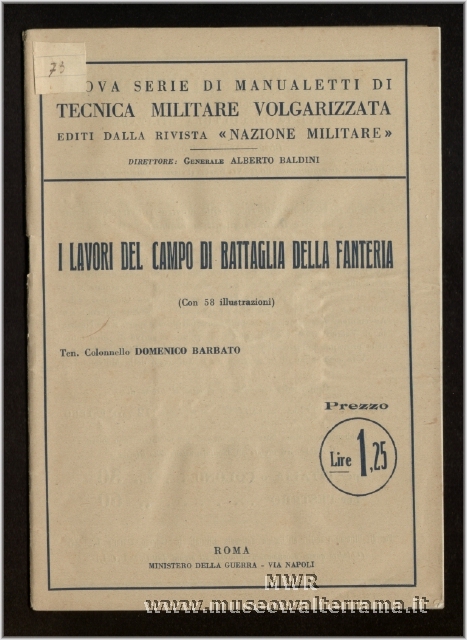 73
OVA SERIE DI MANUALETTI DI
TECNICA MILITARE VOLGARIZZATA
EDITI DALLA RIVISTA «NAZIONE MILITARE»
DIRETTORE: GENERALE ALBERTO BALDINI
I LAVORI DEL CAMPO DI BATTAGLIA DELLA FANTERIA
(Con 58 illustrazioni)
Ten. Colonnello DOMENICO BARBATO
Prezzo
Lire 1,25
ROMA
MINISTERO DELLA GUERRA - VIA NAPOLI
MWR
www.museowalterrama.it